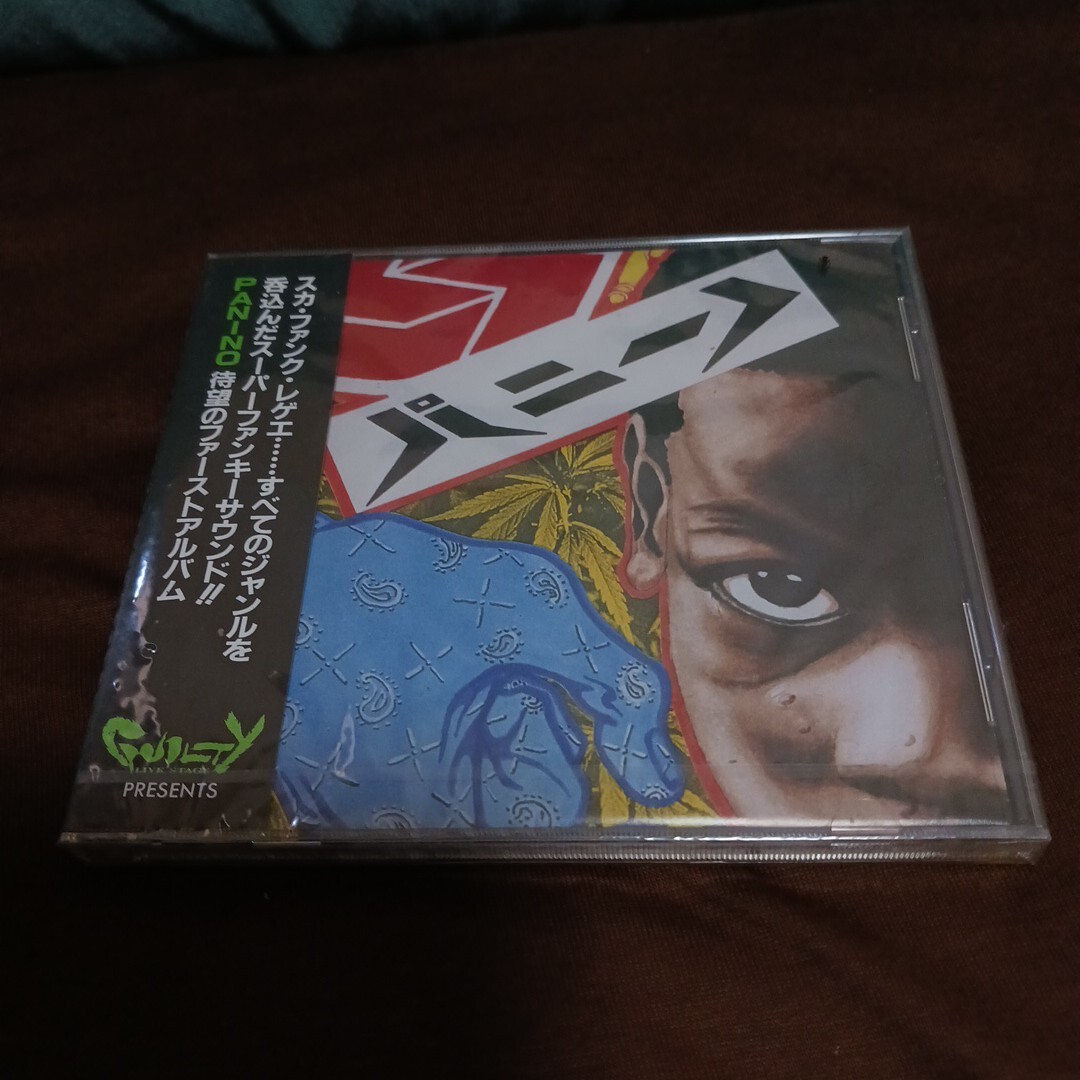 スカ・ファンク・レゲエ……すべてのジャンルを
呑込んだスーパーファンキーサウンド!!
PANINO 待望のファーストアルバム
GUILTY
LIVE STAGE
PRESENTS
パニーノ